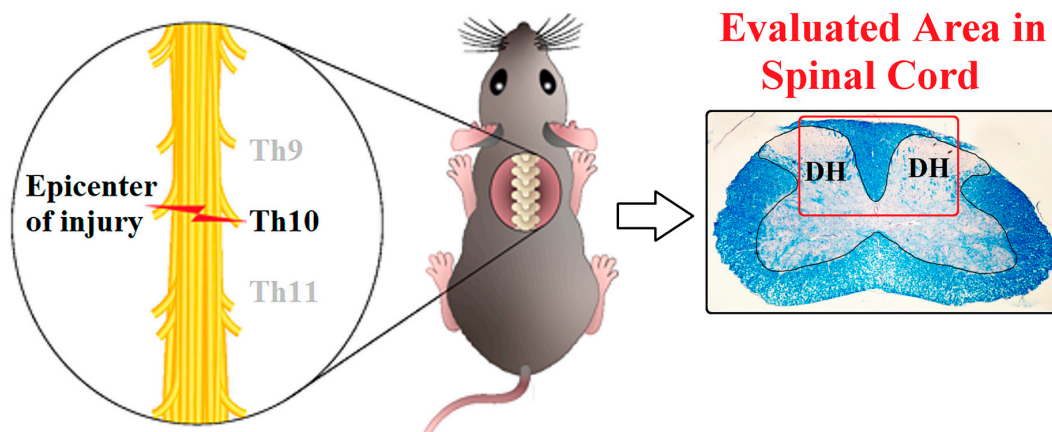 Evaluated Area in
Spinal Cord
Th9
Epicenter
of injury
Th10
Th11
DH
DH